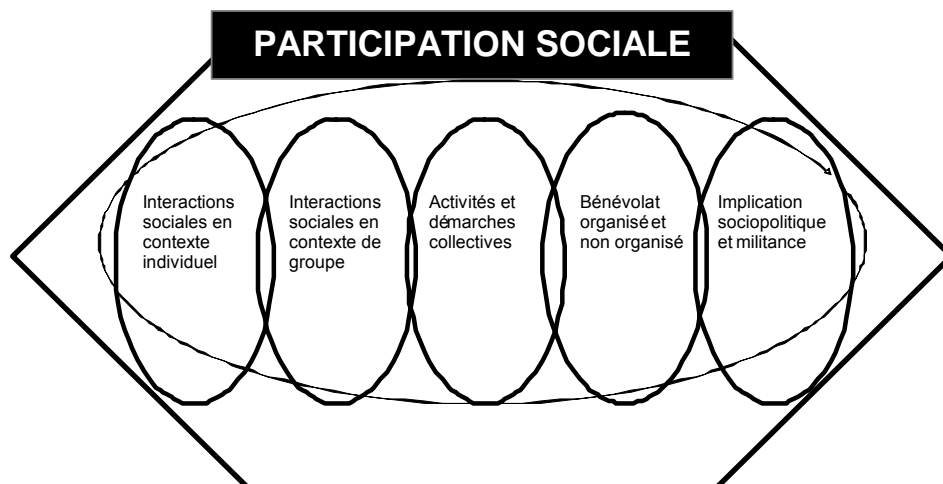 PARTICIPATION SOCIALE
Interactions
sociales en
contexte
individuel
Interactions
sociales en
contexte de
groupe
Activités et
démarches
collectives
Bénévolat
organisé et
non organisé
Implication
sociopolitique
et militance